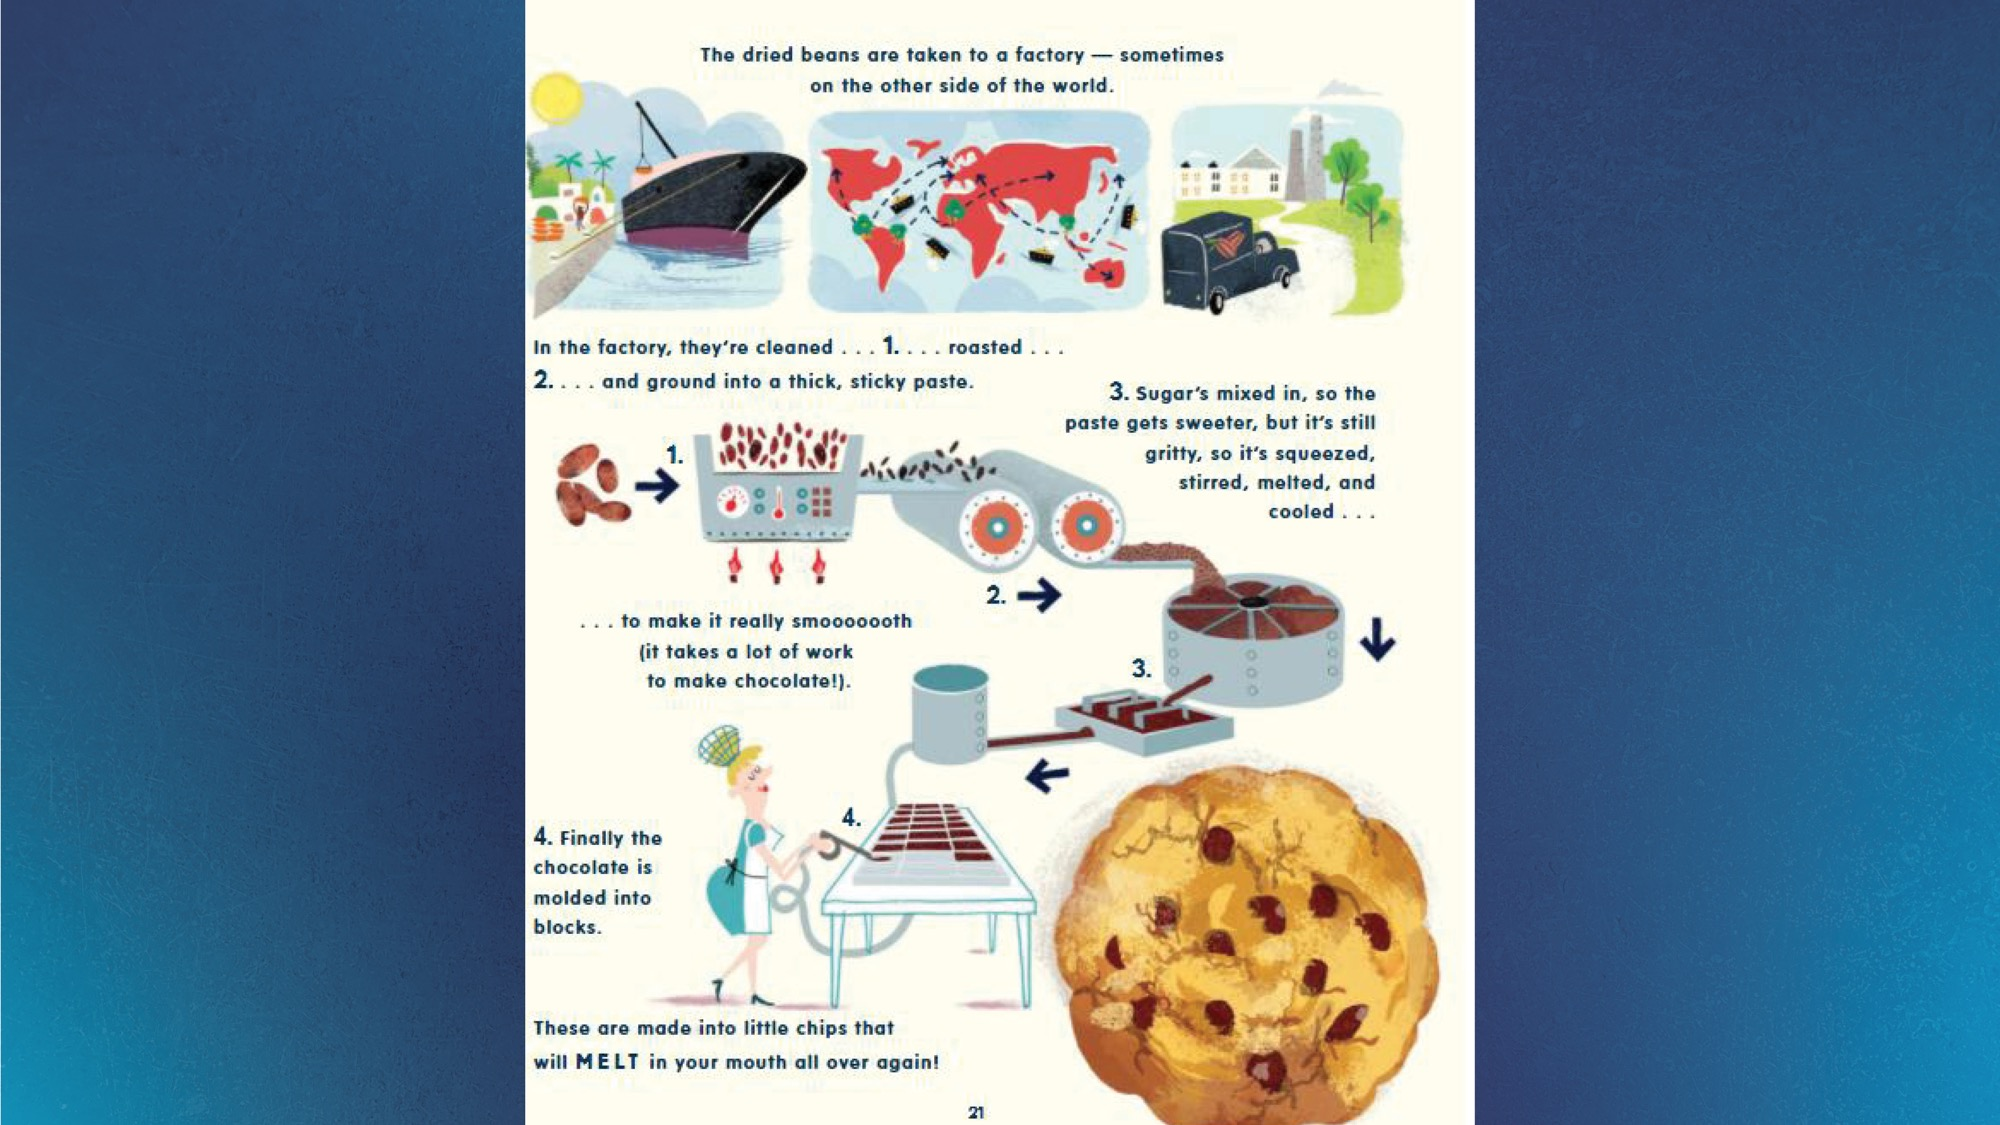 The dried beans are taken to a factory — sometimes
on the other side of the world.
In the factory, they're cleaned . . . 1. . . . roasted . . .
2. . . . and ground into a thick, sticky paste.
3. Sugar's mixed in, so the
paste gets sweeter, but it's still
gritty, so it's squeezed,
stirred, melted, and
cooled . . .
1.
2.
. . . to make it really smooooooth
(it takes a lot of work
to make chocolate!).
3.
4.
4. Finally the
chocolate is
molded into
blocks.
These are made into little chips that
will MELT in your mouth all over again!
21